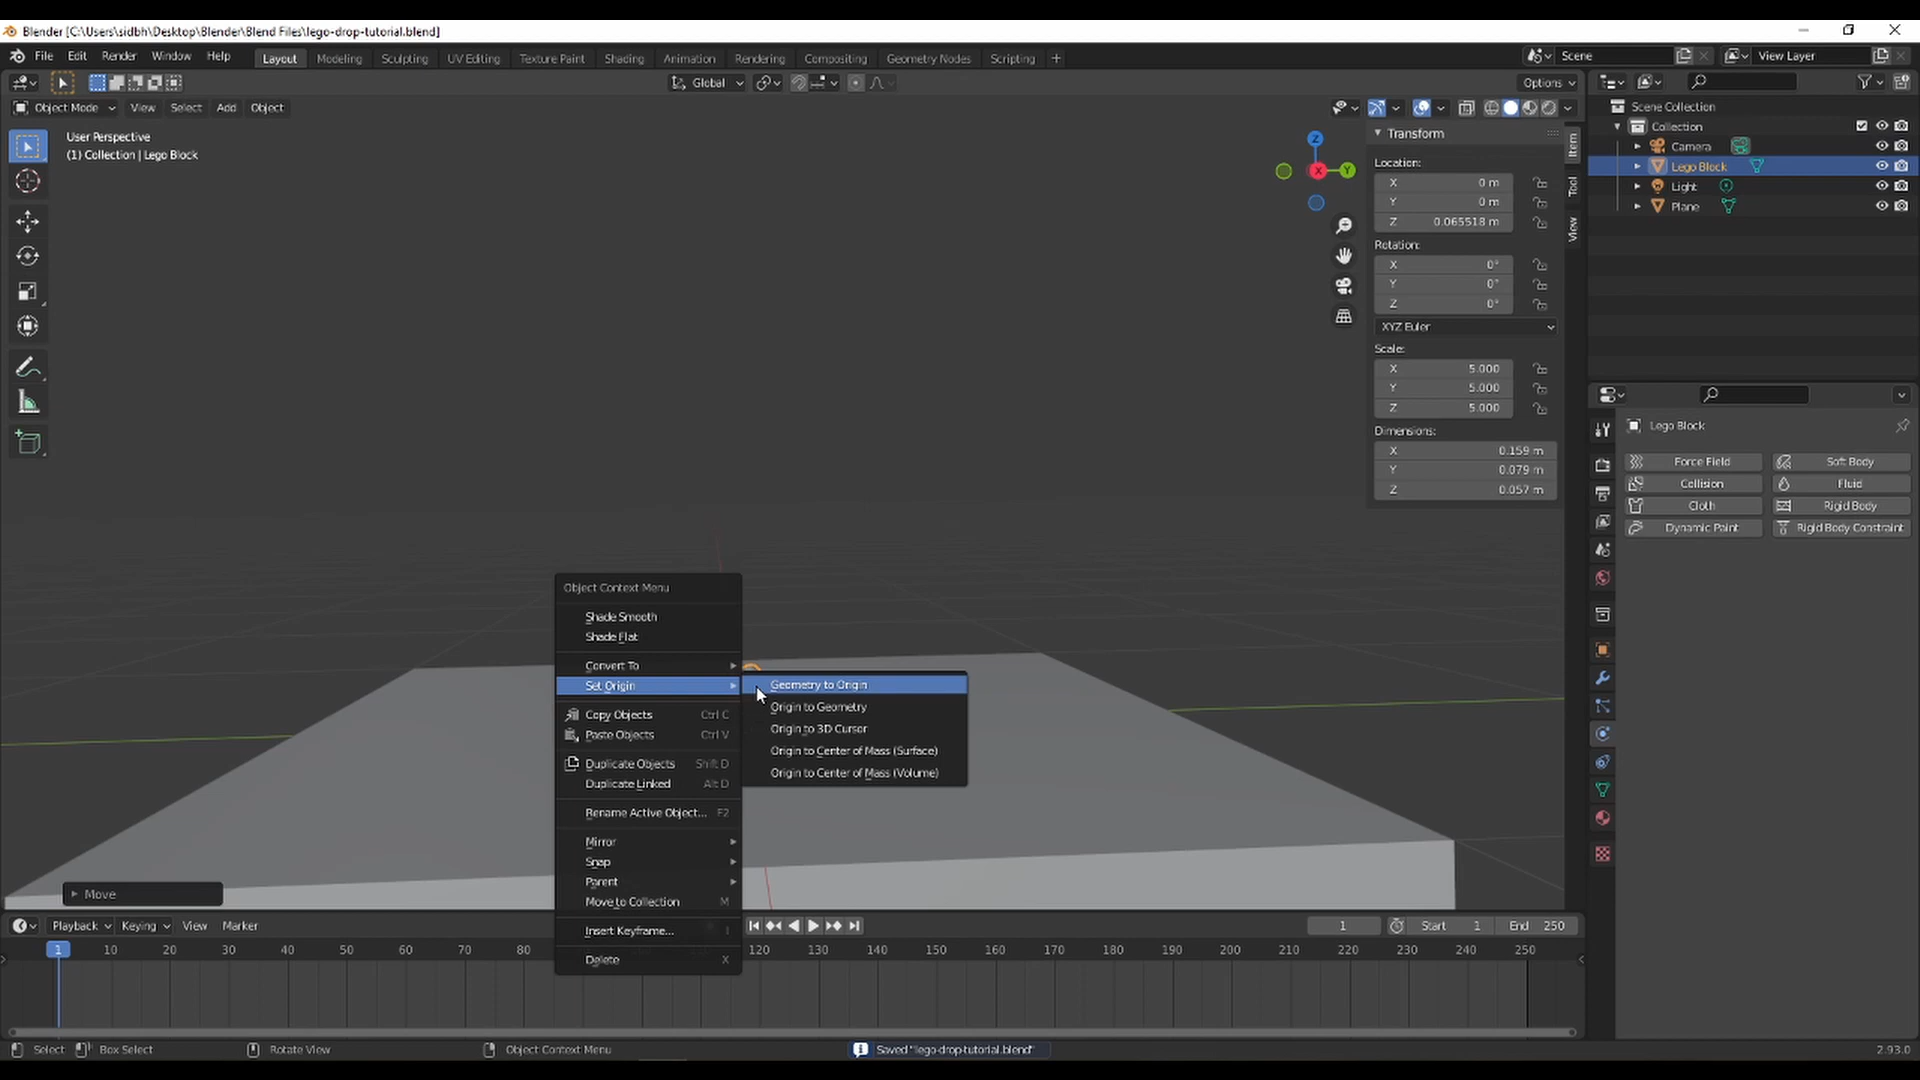 Blender [C:\Users\sidbh\Desktop\Blender\Blend Files\lego-drop-tutorial.blend]
File Edit Render Window Help Layout Modeling Sculpting UV Editing Texture Paint Shading Animation Rendering Compositing Geometry Nodes Scripting + Scene View Layer
Global Options
Object Mode View Select Add Object
User Perspective
(1) Collection | Lego Block
Z
X
Y
Transform
Location:
X 0 m
Y 0 m
Z 0.065518 m
Rotation:
X 0°
Y 0°
Z 0°
XYZ Euler
Scale:
X 5.000
Y 5.000
Z 5.000
Dimensions:
X 0.159 m
Y 0.079 m
Z 0.057 m
Item
Tool
View
Scene Collection
Collection
Camera
Lego Block
Light
Plane
Lego Block
Force Field Soft Body
Collision Fluid
Cloth Rigid Body
Dynamic Paint Rigid Body Constraint
Object Context Menu
Shade Smooth
Shade Flat
Convert To
Set Origin
Copy Objects Ctrl C
Paste Objects Ctrl V
Duplicate Objects Shift D
Duplicate Linked Alt D
Rename Active Object... F2
Mirror
Snap
Parent
Move to Collection M
Insert Keyframe... I
Delete X
Geometry to Origin
Origin to Geometry
Origin to 3D Cursor
Origin to Center of Mass (Surface)
Origin to Center of Mass (Volume)
Move
Playback Keying View Marker 1 Start 1 End 250
1 10 20 30 40 50 60 70 80 120 130 140 150 160 170 180 190 200 210 220 230 240 250
Select Box Select Rotate View Object Context Menu Saved "lego-drop-tutorial.blend" 2.93.0